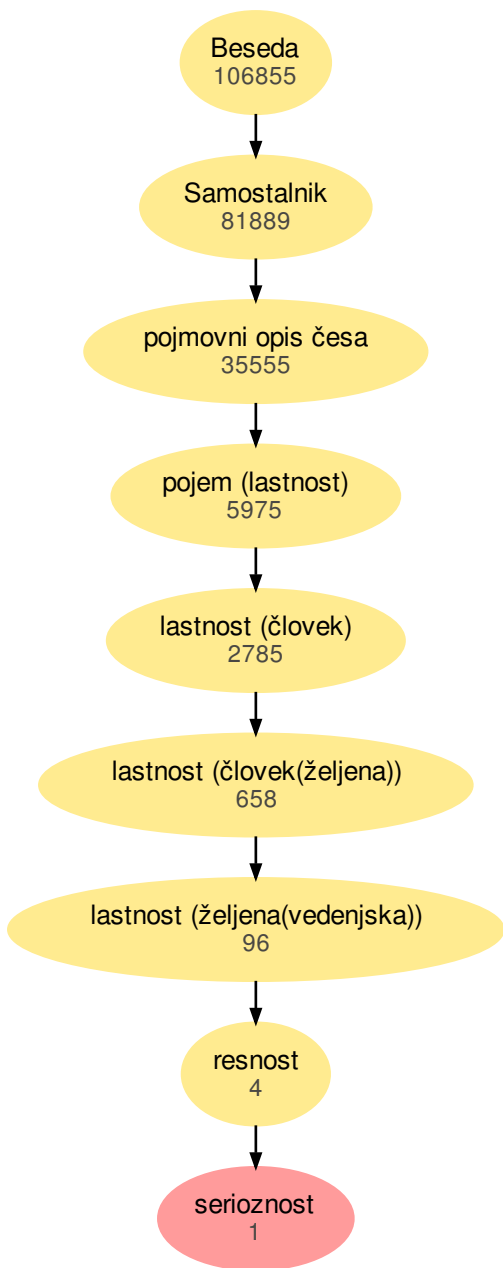 Beseda
106855
Samostalnik
81889
pojmovni opis česa
35555
pojem (lastnost)
5975
lastnost (človek)
2785
lastnost (človek(željena))
658
lastnost (željena(vedenjska))
96
resnost
4
serioznost
1